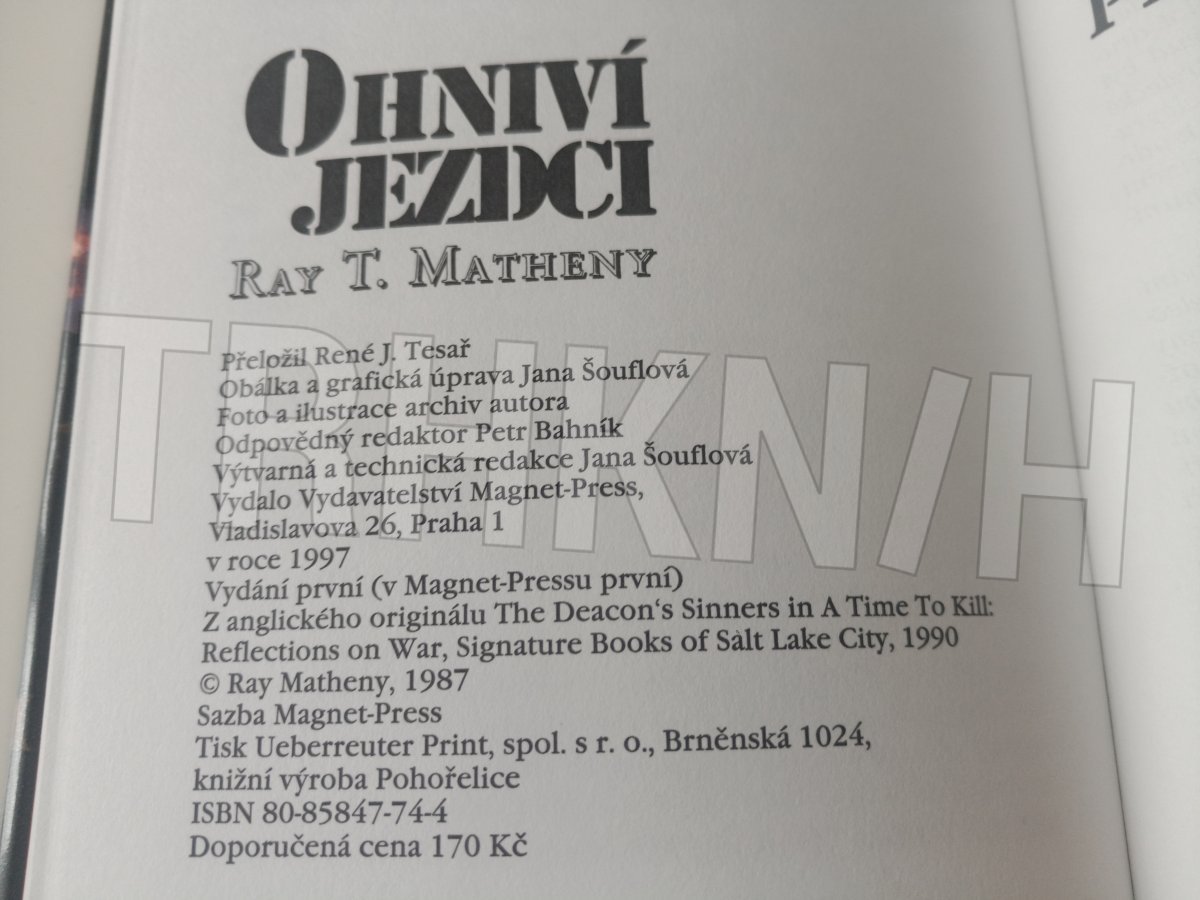 OHNIVÍ
JEZDCI
RAY T. MATHENY
Přeložil René J. Tesař
Obálka a grafická úprava Jana Šouflová
Foto a ilustrace archiv autora
Odpovědný redaktor Petr Bahník
Výtvarná a technická redakce Jana Šouflová
Vydalo Vydavatelství Magnet-Press,
Vladislavova 26, Praha 1
v roce 1997
Vydání první (v Magnet-Pressu první)
Z anglického originálu The Deacon‘s Sinners in A Time To Kill:
Reflections on War, Signature Books of Salt Lake City, 1990
© Ray Matheny, 1987
Sazba Magnet-Press
Tisk Ueberreuter Print, spol. s r. o., Brněnská 1024,
knižní výroba Pohořelice
ISBN 80-85847-74-4
Doporučená cena 170 Kč